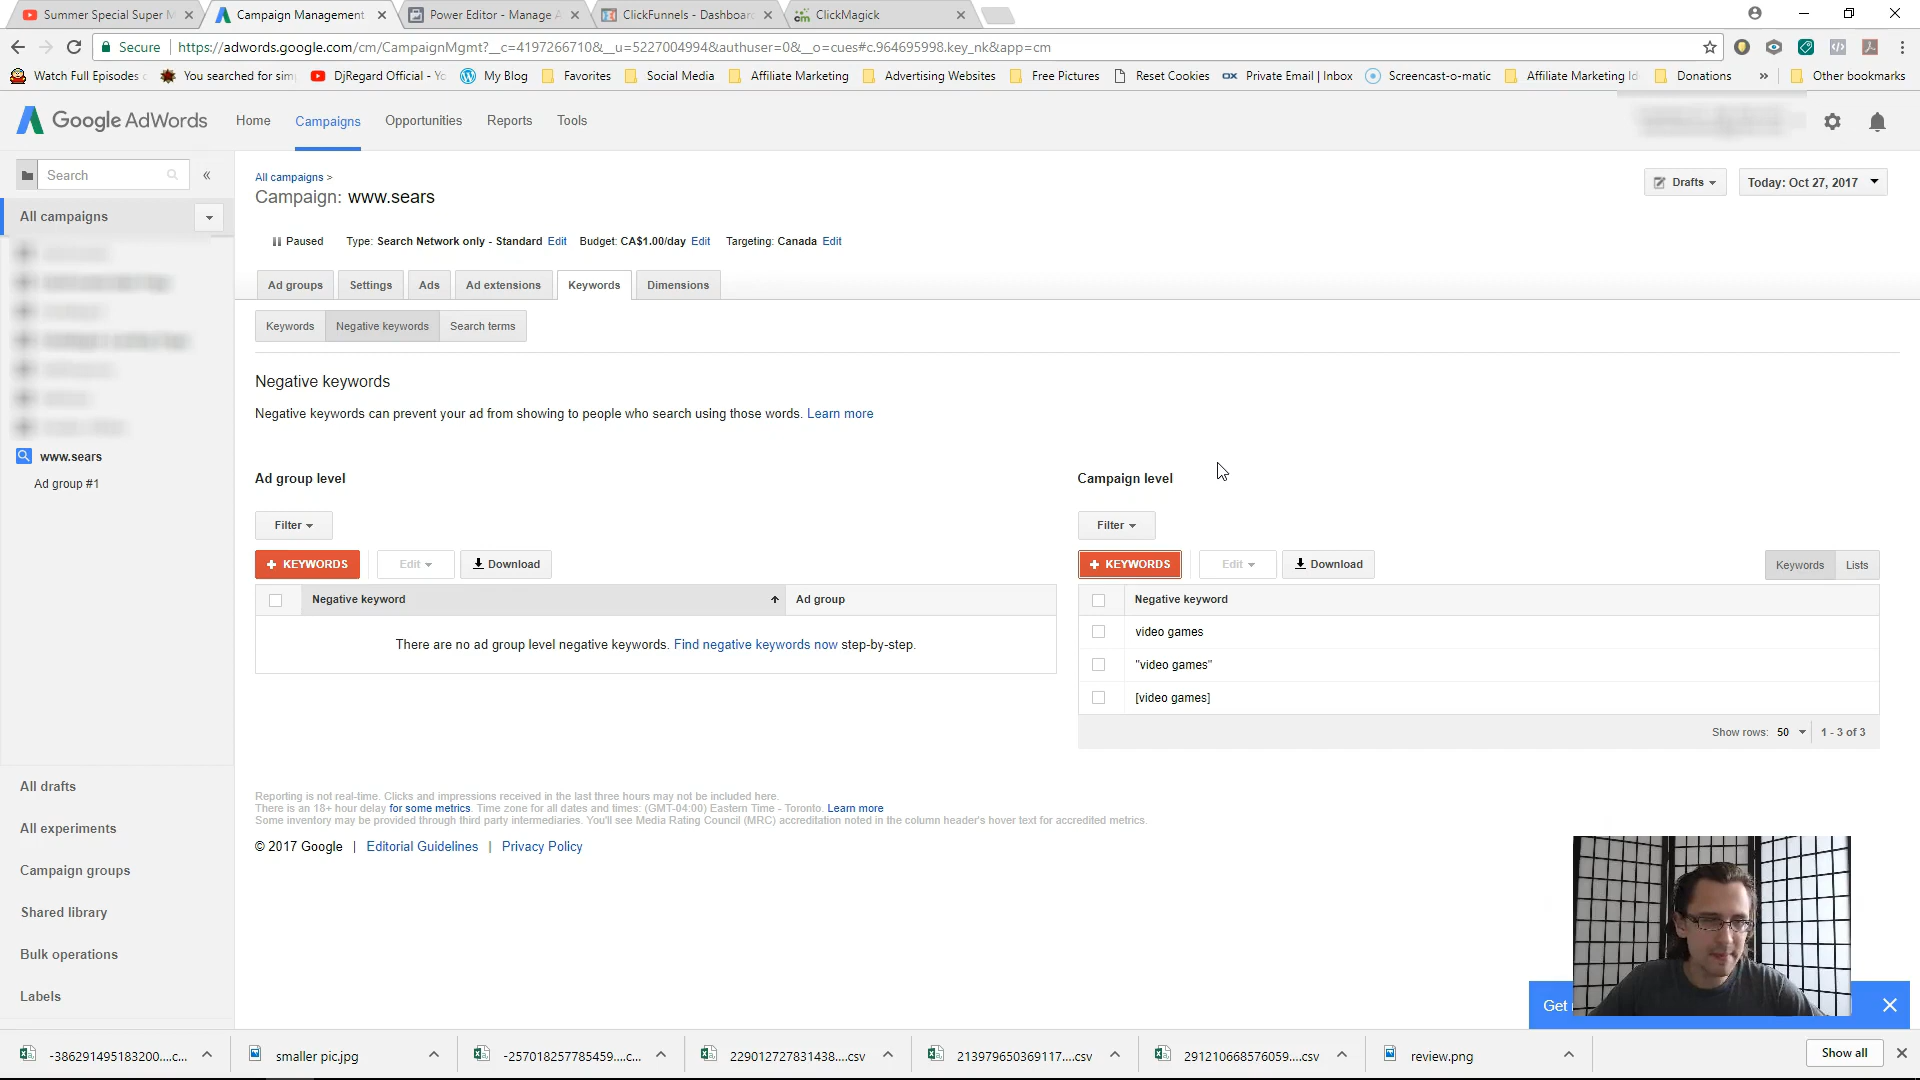 Summer Special Super M
Campaign Management
Power Editor - Manage A
ClickFunnels - Dashboard
ClickMagick
Secure
https://adwords.google.com/cm/CampaignMgmt?__c=4197266710&__u=5227004994&authuser=0&__o=cues#c.964695998.key_nk&app=cm
Watch Full Episodes
You searched for sim
DjRegard Official - Yo
My Blog
Favorites
Social Media
Affiliate Marketing
Advertising Websites
Free Pictures
Reset Cookies
Private Email | Inbox
Screencast-o-matic
Affiliate Marketing Id
Donations
»
Other bookmarks
Google AdWords
Home
Campaigns
Opportunities
Reports
Tools
Search
«
All campaigns
www.sears
Ad group #1
All drafts
All experiments
Campaign groups
Shared library
Bulk operations
Labels
All campaigns >
Campaign: www.sears
Drafts
Today: Oct 27, 2017
Paused Type: Search Network only - Standard Edit Budget: CA$1.00/day Edit Targeting: Canada Edit
Ad groups
Settings
Ads
Ad extensions
Keywords
Dimensions
Keywords
Negative keywords
Search terms
Negative keywords
Negative keywords can prevent your ad from showing to people who search using those words. Learn more
Ad group level
Filter
+ KEYWORDS
Edit
Download
Negative keyword
Ad group
There are no ad group level negative keywords. Find negative keywords now step-by-step.
Campaign level
Filter
+ KEYWORDS
Edit
Download
Keywords
Lists
Negative keyword
video games
"video games"
[video games]
Show rows: 50
1 - 3 of 3
Reporting is not real-time. Clicks and impressions received in the last three hours may not be included here.
There is an 18+ hour delay for some metrics. Time zone for all dates and times: (GMT-04:00) Eastern Time - Toronto. Learn more
Some inventory may be provided through third party intermediaries. You'll see Media Rating Council (MRC) accreditation noted in the column header's hover text for accredited metrics.
© 2017 Google | Editorial Guidelines | Privacy Policy
Get
-386291495183200....c...
smaller pic.jpg
-257018257785459....c...
229012727831438....csv
213979650369117....csv
291210668576059....csv
review.png
Show all